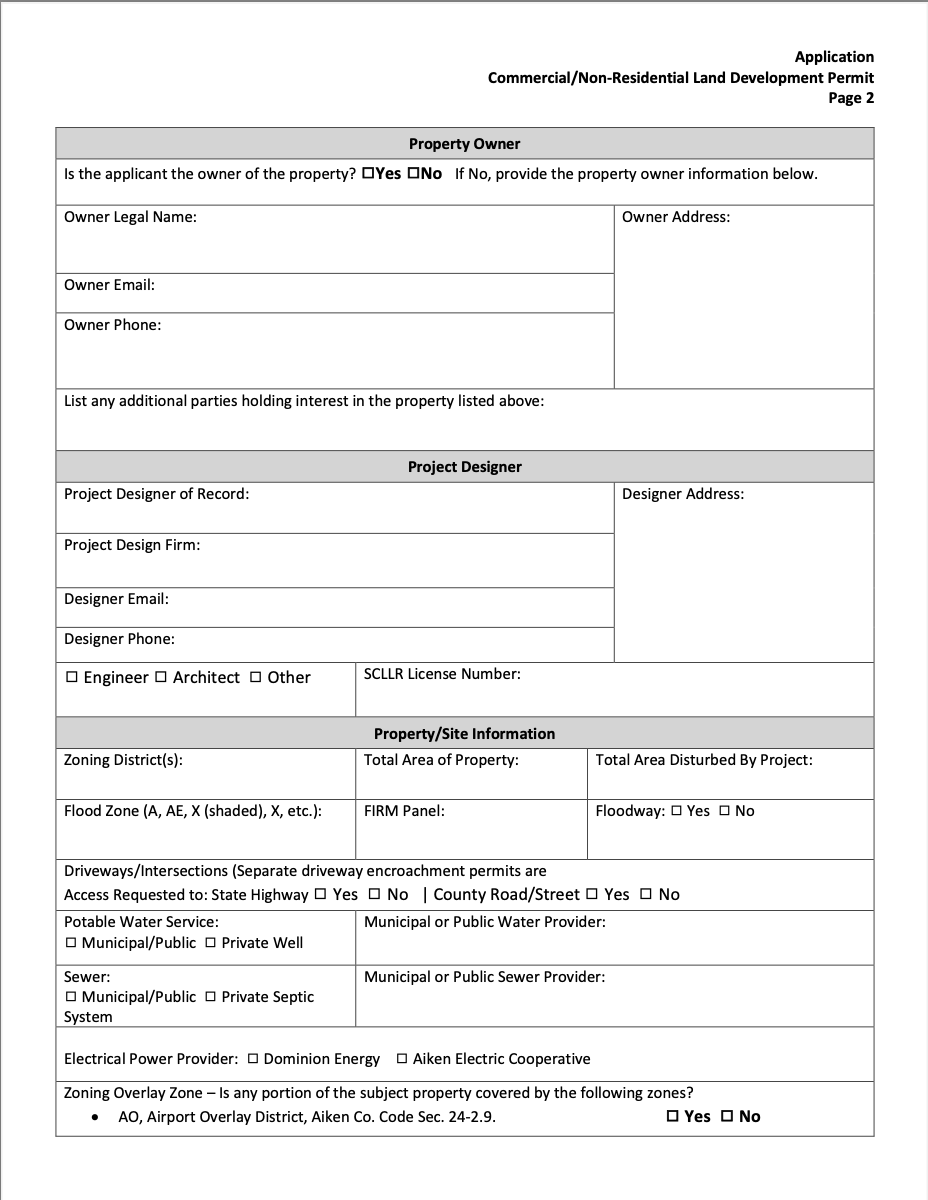 Application
Commercial/Non-Residential Land Development Permit
Page 2
Property Owner
Is the applicant the owner of the property? ☐Yes ☐No If No, provide the property owner information below.
Owner Legal Name:
Owner Address:
Owner Email:
Owner Phone:
List any additional parties holding interest in the property listed above:
Project Designer
Project Designer of Record:
Designer Address:
Project Design Firm:
Designer Email:
Designer Phone:
☐ Engineer ☐ Architect ☐ Other
SCLLR License Number:
Property/Site Information
Zoning District(s):
Total Area of Property:
Total Area Disturbed By Project:
Flood Zone (A, AE, X (shaded), X, etc.):
FIRM Panel:
Floodway: ☐ Yes ☐ No
Driveways/Intersections (Separate driveway encroachment permits are
Access Requested to: State Highway ☐ Yes ☐ No | County Road/Street ☐ Yes ☐ No
Potable Water Service:
☐ Municipal/Public ☐ Private Well
Municipal or Public Water Provider:
Sewer:
☐ Municipal/Public ☐ Private Septic
System
Municipal or Public Sewer Provider:
Electrical Power Provider: ☐ Dominion Energy ☐ Aiken Electric Cooperative
Zoning Overlay Zone – Is any portion of the subject property covered by the following zones?
• AO, Airport Overlay District, Aiken Co. Code Sec. 24-2.9. ☐ Yes ☐ No